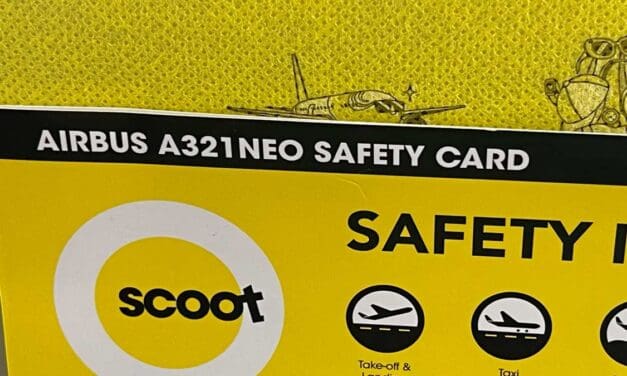 AIRBUS A321NEO SAFETY CARD
SAFETY
scoot
Take-off &
Taxi